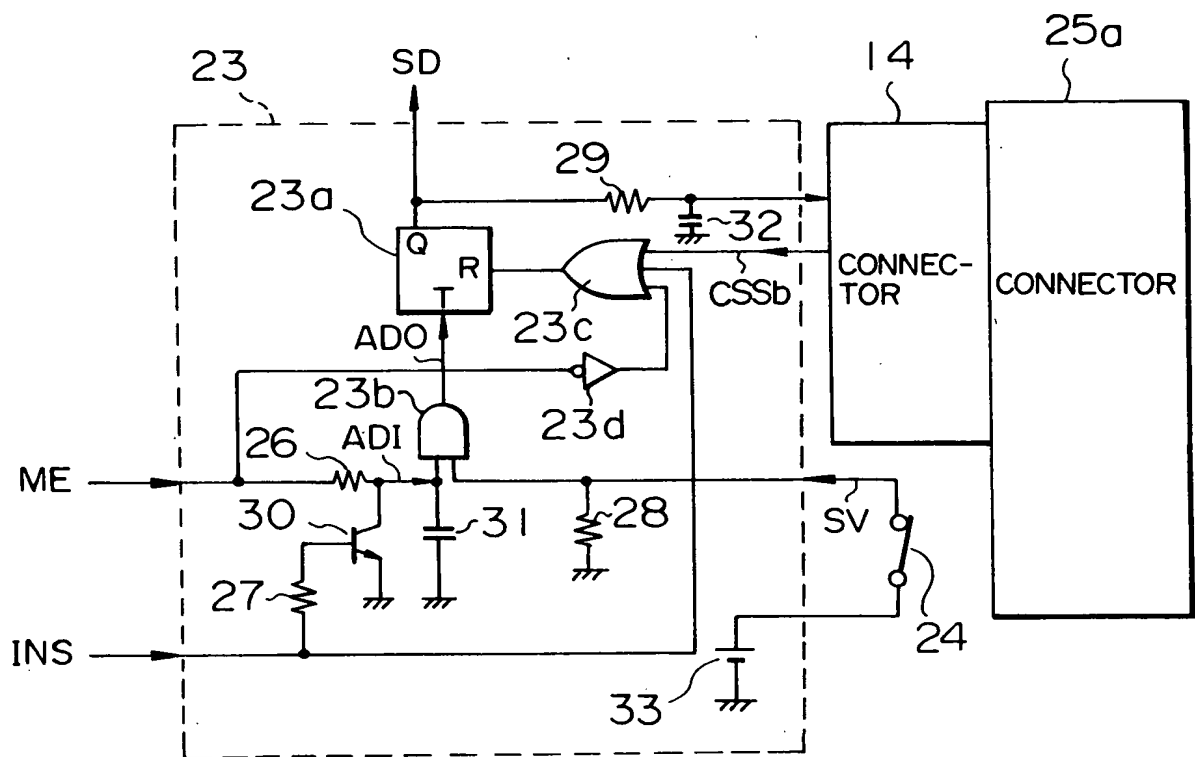 25a
14
SD
23
29
23a
Q
R
T
32
CONNEC-
TOR
CONNECTOR
CSSb
23c
ADO
23b
23d
26
ADI
ME
30
31
28
SV
27
24
INS
33